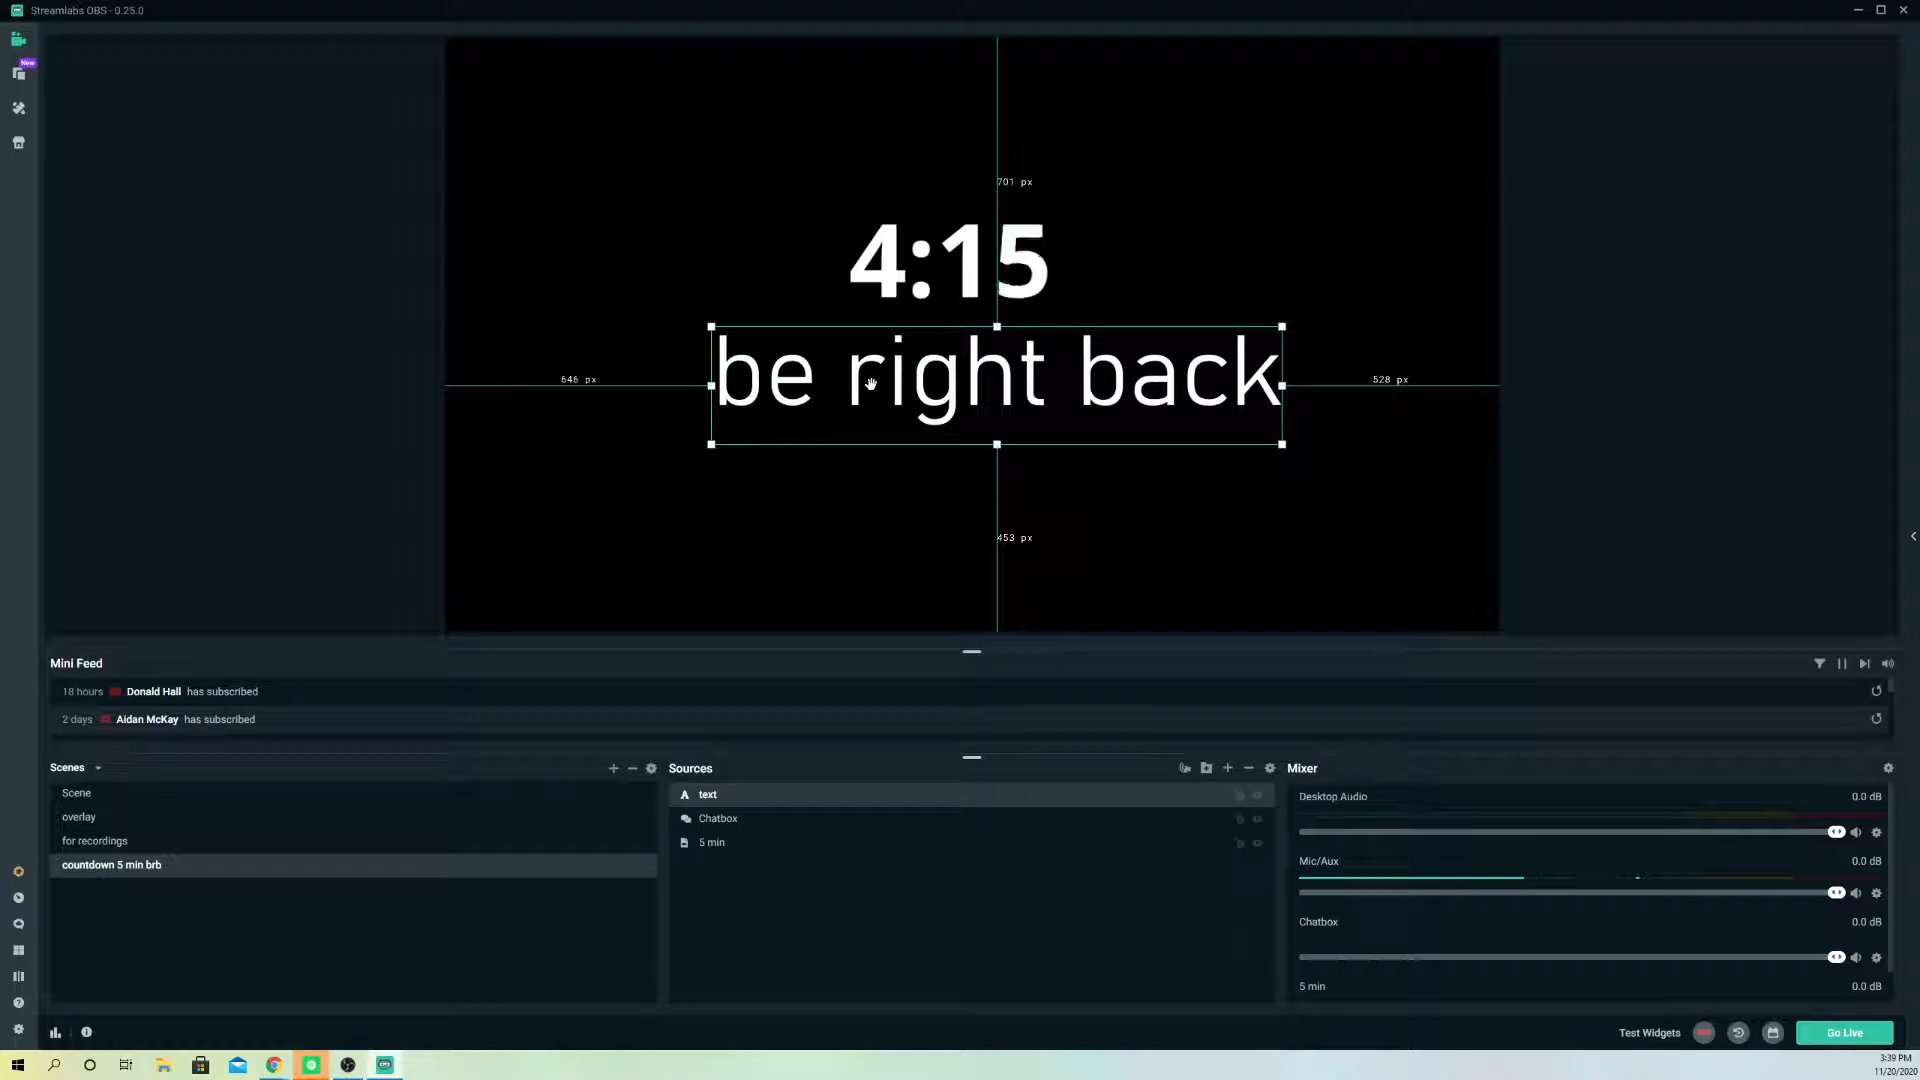 Streamlabs OBS - 0.25.0
New
701 px
4:15
be right back
646 px
528 px
453 px
Mini Feed
18 hours Donald Hall has subscribed
2 days Aidan McKay has subscribed
Scenes
Scene
overlay
for recordings
countdown 5 min brb
Sources
text
Chatbox
5 min
Mixer
Desktop Audio 0.0 dB
Mic/Aux 0.0 dB
Chatbox 0.0 dB
5 min 0.0 dB
Test Widgets
Go Live
3:39 PM
11/20/2020